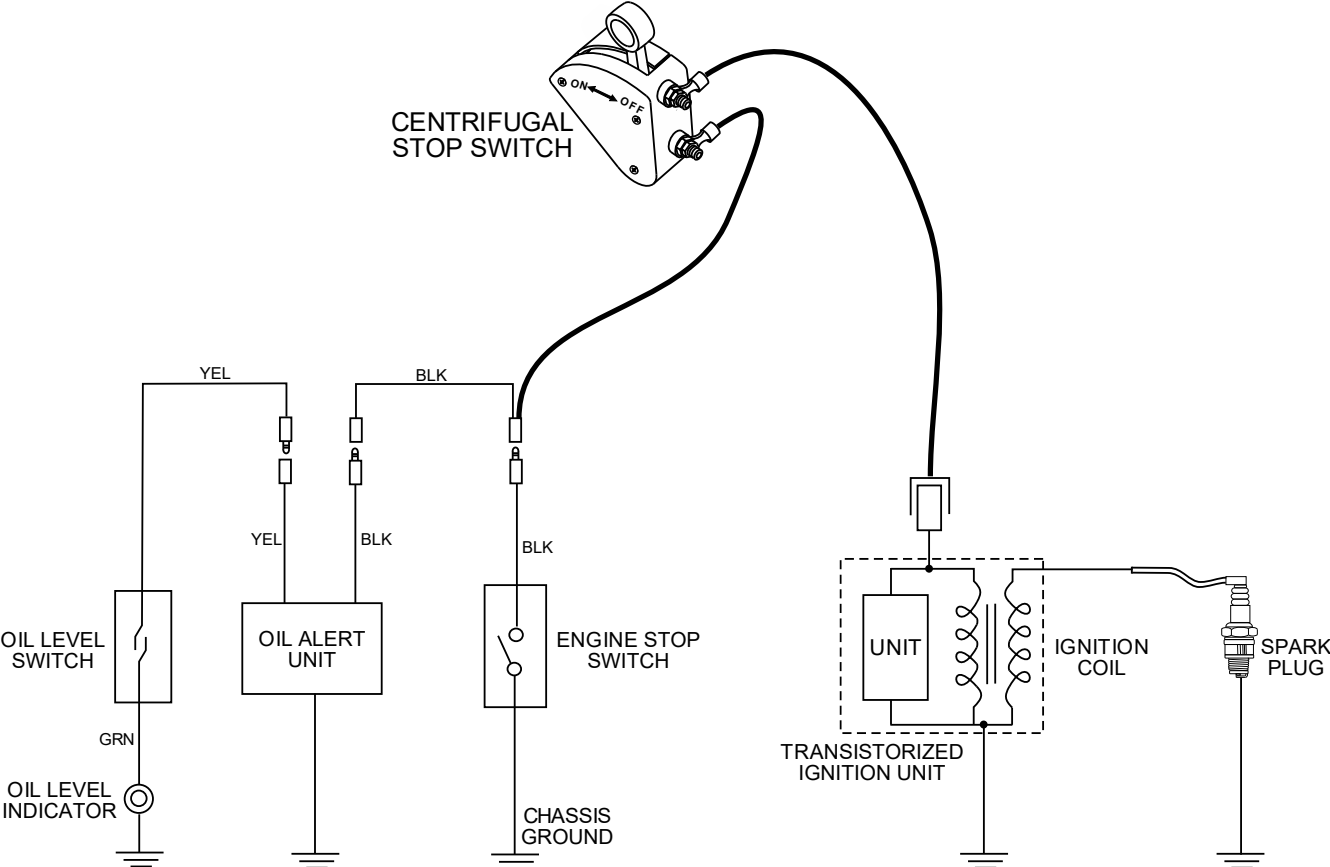 ON
OFF
CENTRIFUGAL
STOP SWITCH
YEL
BLK
YEL
BLK
BLK
OIL LEVEL
SWITCH
OIL ALERT
UNIT
ENGINE STOP
SWITCH
UNIT
IGNITION
COIL
SPARK
PLUG
GRN
TRANSISTORIZED
IGNITION UNIT
OIL LEVEL
INDICATOR
CHASSIS
GROUND